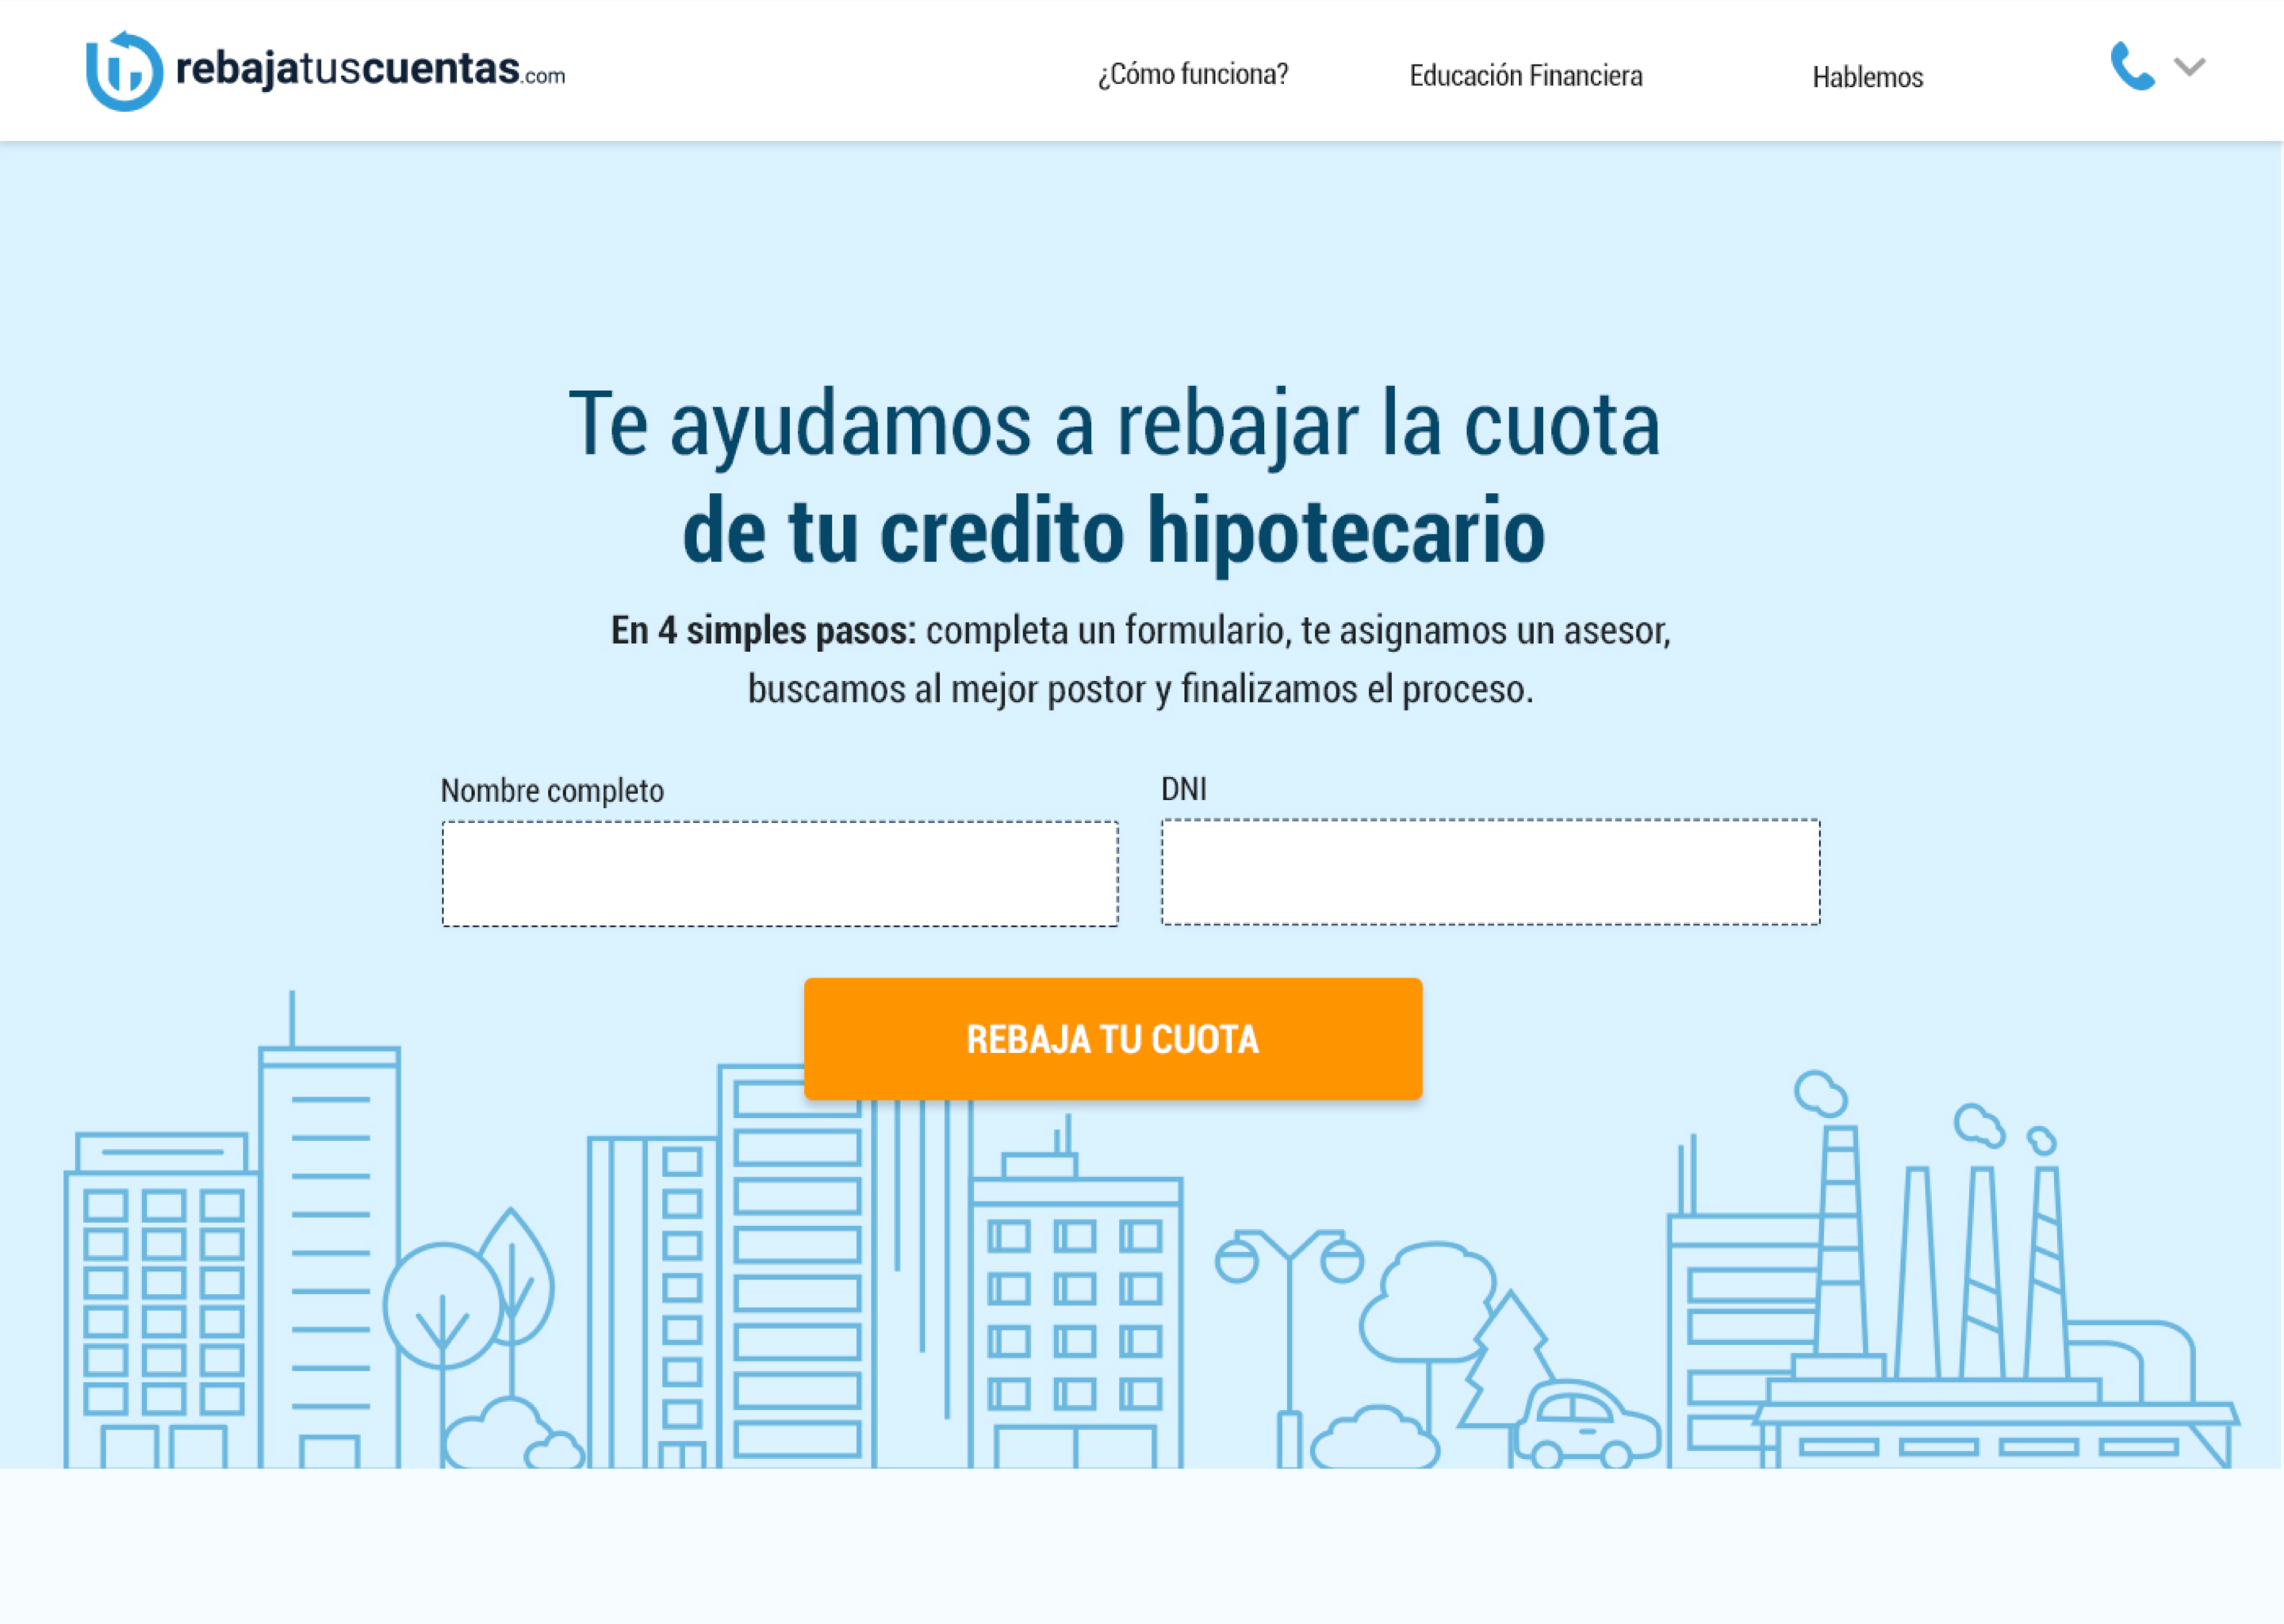 rebajatuscuentas.com
¿Cómo funciona?
Educación Financiera
Hablemos
Te ayudamos a rebajar la cuota
de tu credito hipotecario
En 4 simples pasos: completa un formulario, te asignamos un asesor,
buscamos al mejor postor y finalizamos el proceso.
Nombre completo
DNI
REBAJA TU CUOTA